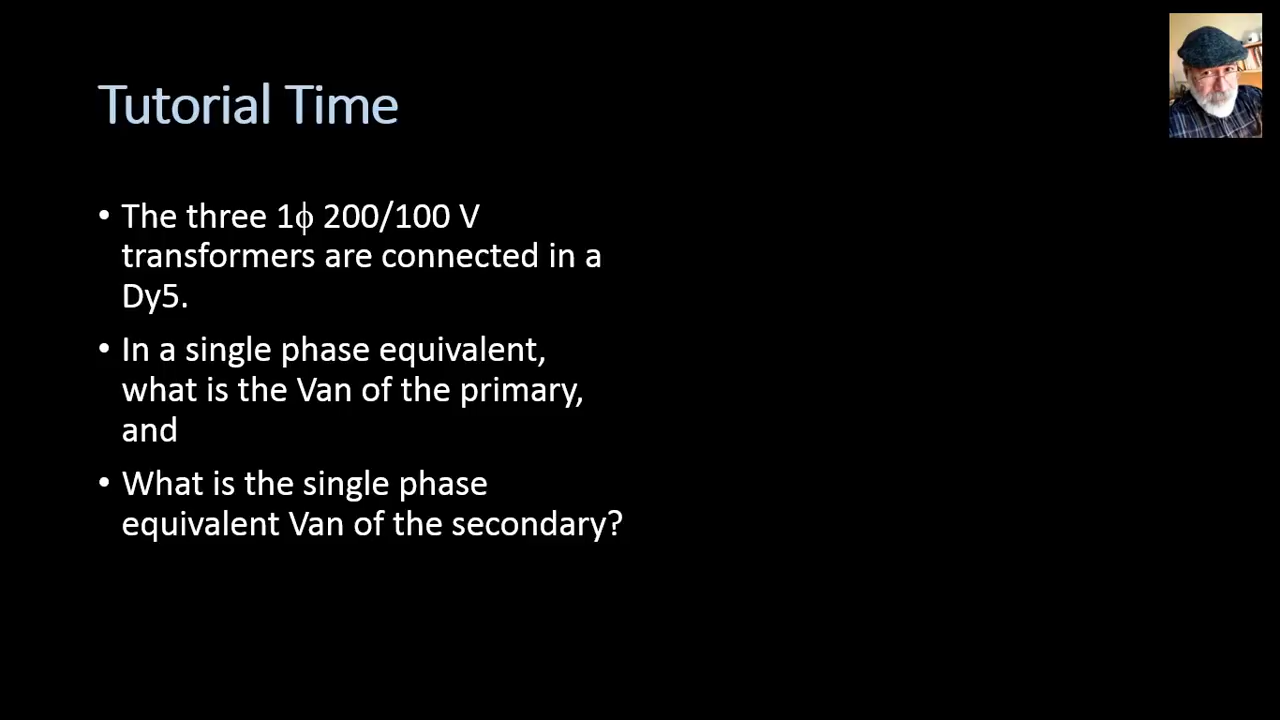 Tutorial Time
• The three 1ϕ 200/100 V
transformers are connected in a
Dy5.
• In a single phase equivalent,
what is the Van of the primary,
and
• What is the single phase
equivalent Van of the secondary?